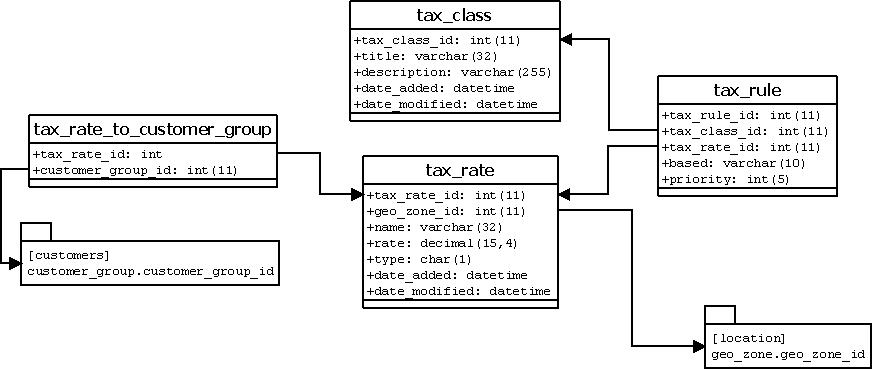 tax_class
+tax_class_id: int(11)
+title: varchar(32)
+description: varchar(255)
+date_added: datetime
+date_modified: datetime
tax_rule
+tax_rule_id: int(11)
+tax_class_id: int(11)
+tax_rate_id: int(11)
+based: varchar(10)
+priority: int(5)
tax_rate_to_customer_group
+tax_rate_id: int
+customer_group_id: int(11)
tax_rate
+tax_rate_id: int(11)
+geo_zone_id: int(11)
+name: varchar(32)
+rate: decimal(15,4)
+type: char(1)
+date_added: datetime
+date_modified: datetime
[customers]
customer_group.customer_group_id
[location]
geo_zone.geo_zone_id